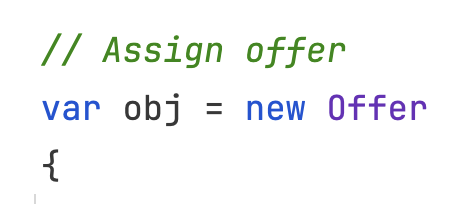 // Assign offer
var obj = new Offer
{